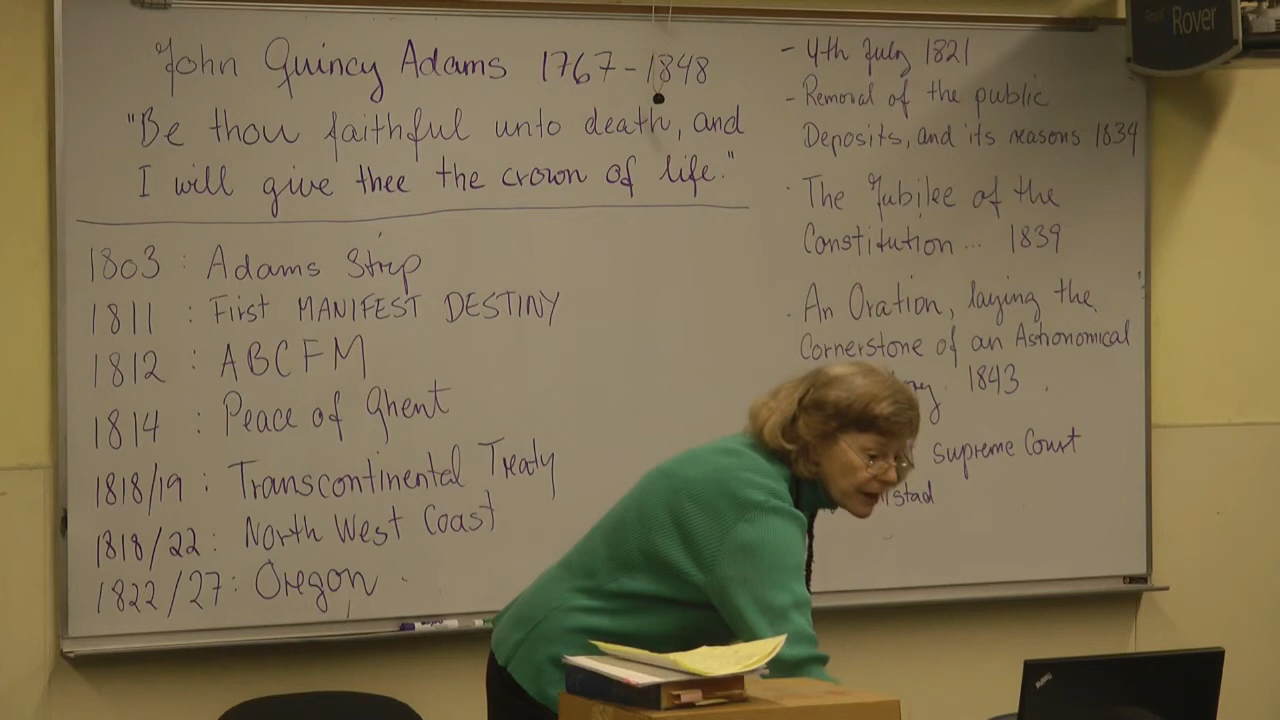 John Quincy Adams 1767-1848
"Be thou faithful unto death, and
I will give thee the crown of life."
1803 : Adams Strip
1811 : First MANIFEST DESTINY
1812 : ABCFM
1814 : Peace of Ghent
1818/19 : Transcontinental Treaty
1818/22 : North West Coast
1822/27 : Oregon
- 4th July 1821
- Removal of the public
Deposits, and its reasons 1834
· The Jubilee of the
Constitution... 1839
· An Oration, laying the
Cornerstone of an Astronomical
1843 .
Supreme Court
Rover